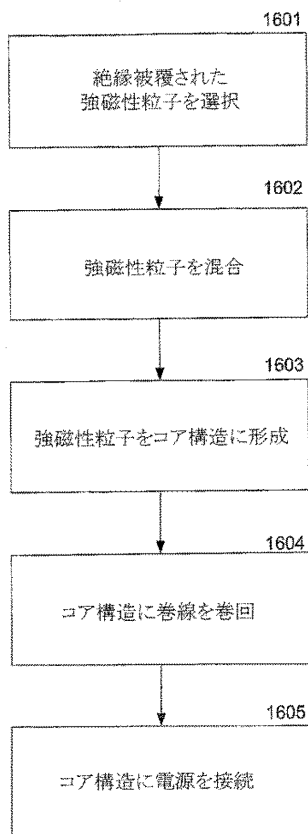 1601
絶縁被覆された
強磁性粒子を選択
1602
強磁性粒子を混合
1603
強磁性粒子をコア構造に形成
1604
コア構造に巻線を巻回
1605
コア構造に電源を接続